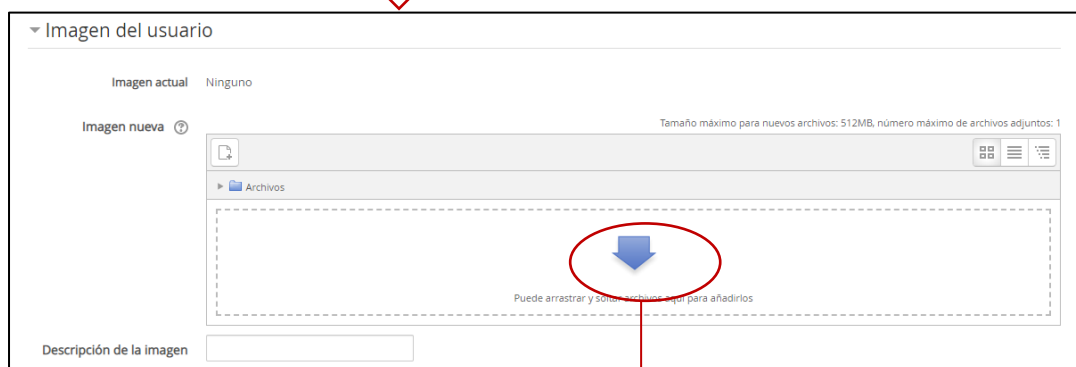 Imagen del usuario
Imagen actual Ninguno
Imagen nueva
Tamaño máximo para nuevos archivos: 512MB, número máximo de archivos adjuntos: 1
Archivos
Puede arrastrar y soltar archivos aquí para añadirlos
Descripción de la imagen